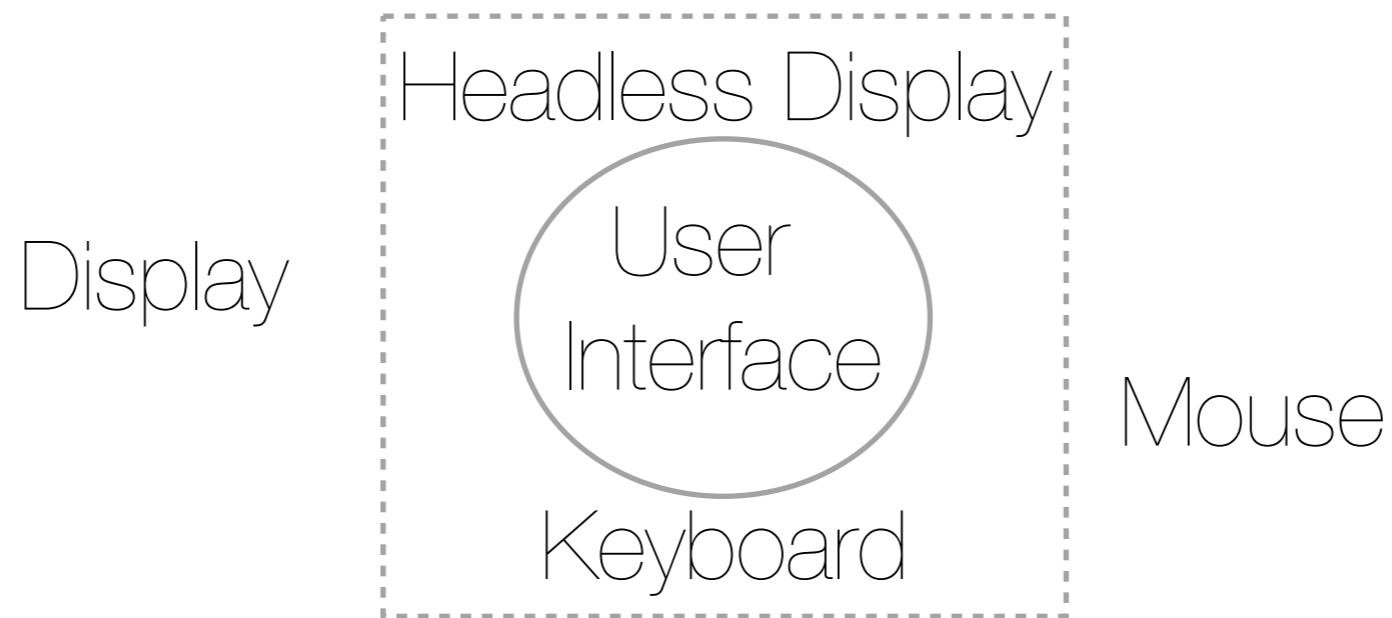 Headless Display
User
Interface
Display
Mouse
Keyboard